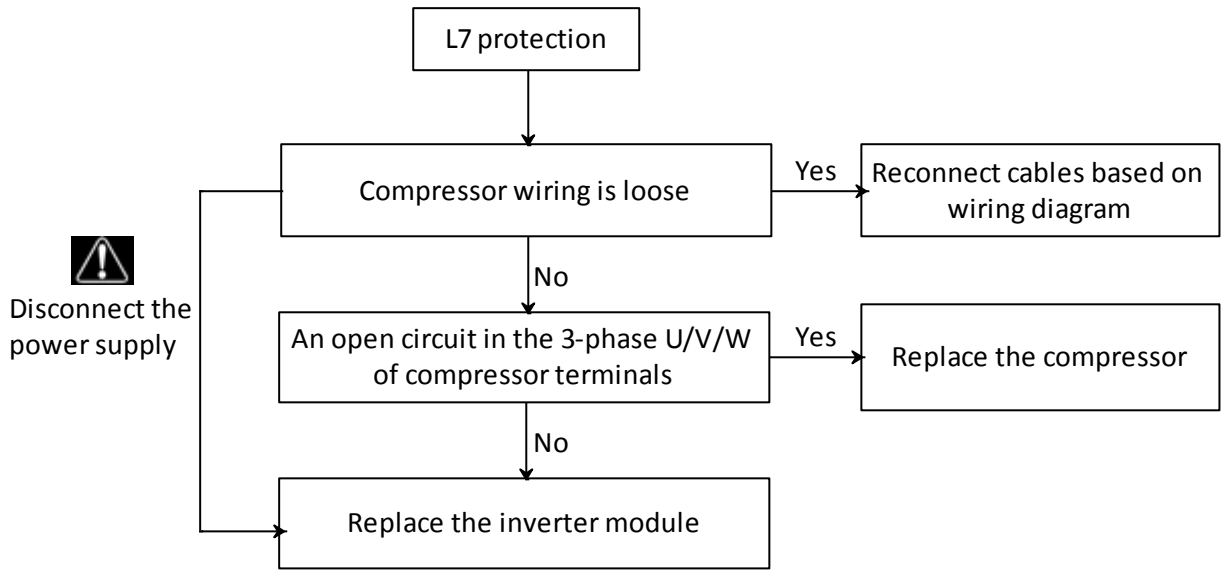 L7 protection
Compressor wiring is loose
Yes
Reconnect cables based on
wiring diagram
Disconnect the
power supply
No
An open circuit in the 3-phase U/V/W
of compressor terminals
Yes
Replace the compressor
No
Replace the inverter module